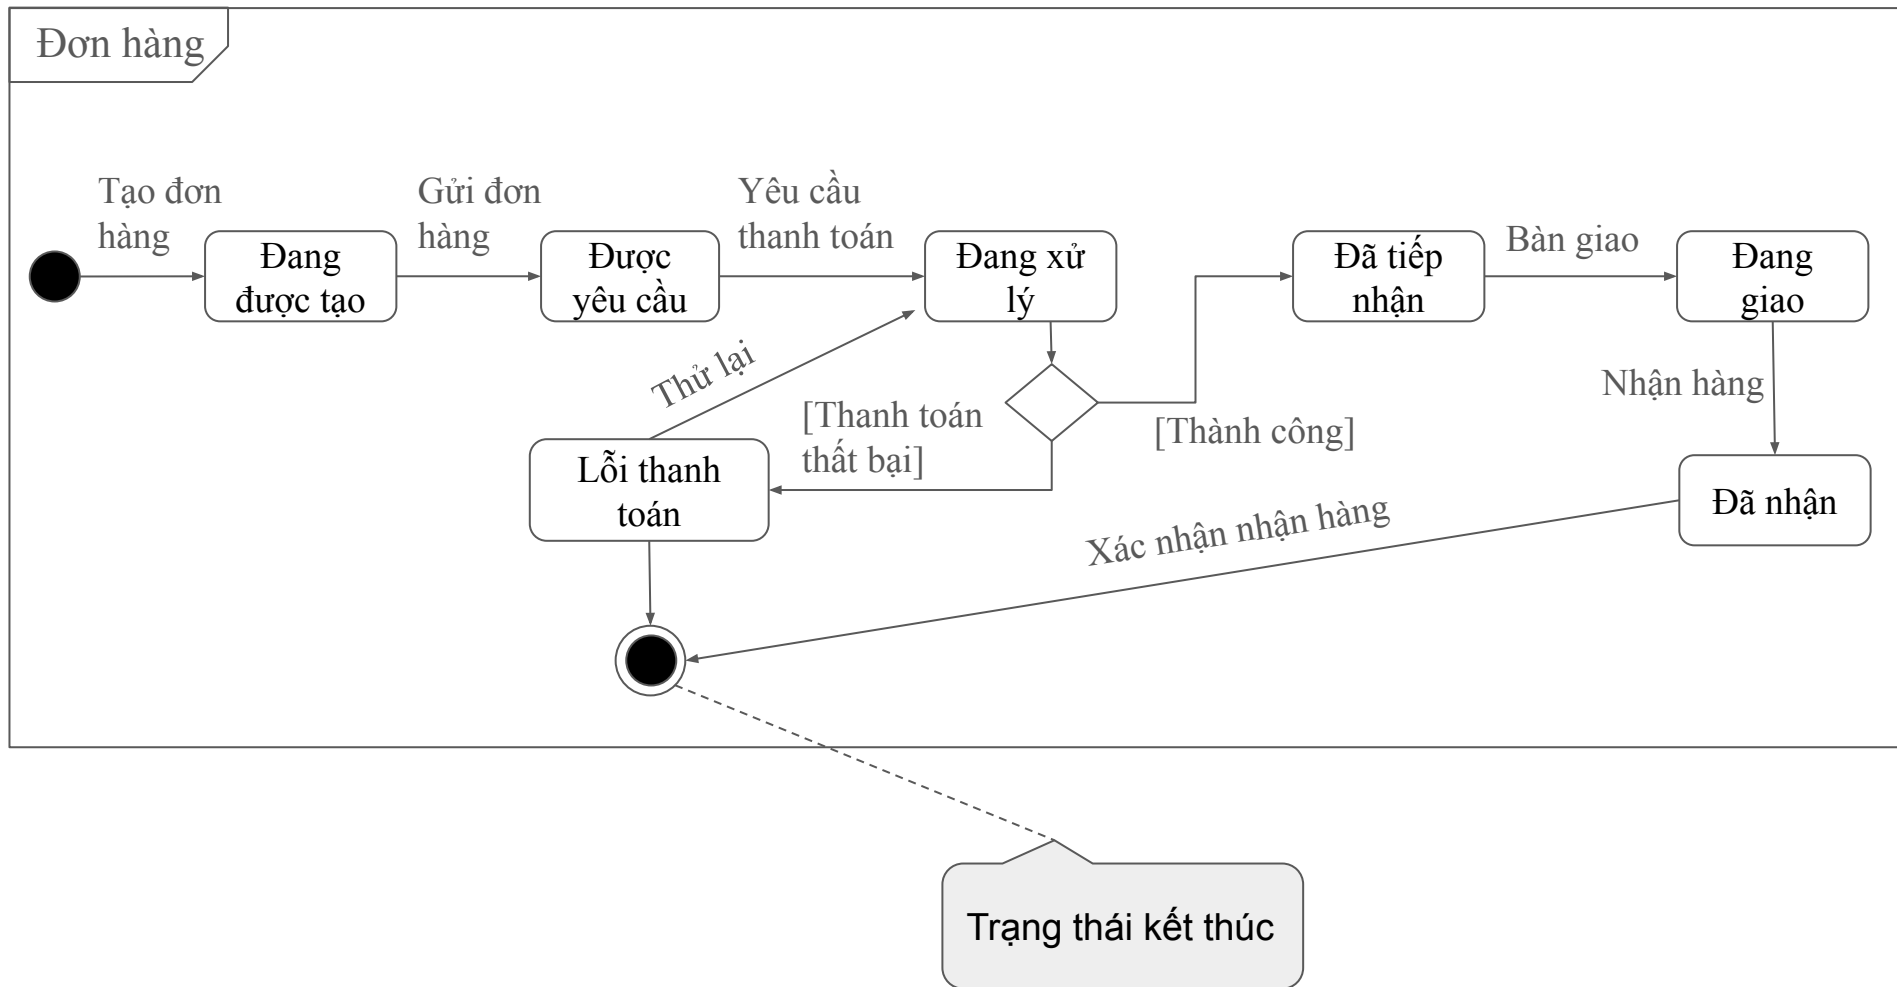 Đơn hàng
Tạo đơn
hàng
Gửi đơn
hàng
Yêu cầu
thanh toán
Đang
được tạo
Được
yêu cầu
Đang xử
lý
Đã tiếp
nhận
Bàn giao
Đang
giao
Thử lại
[Thanh toán
thất bại]
[Thành công]
Nhận hàng
Lỗi thanh
toán
Xác nhận nhận hàng
Đã nhận
Trạng thái kết thúc